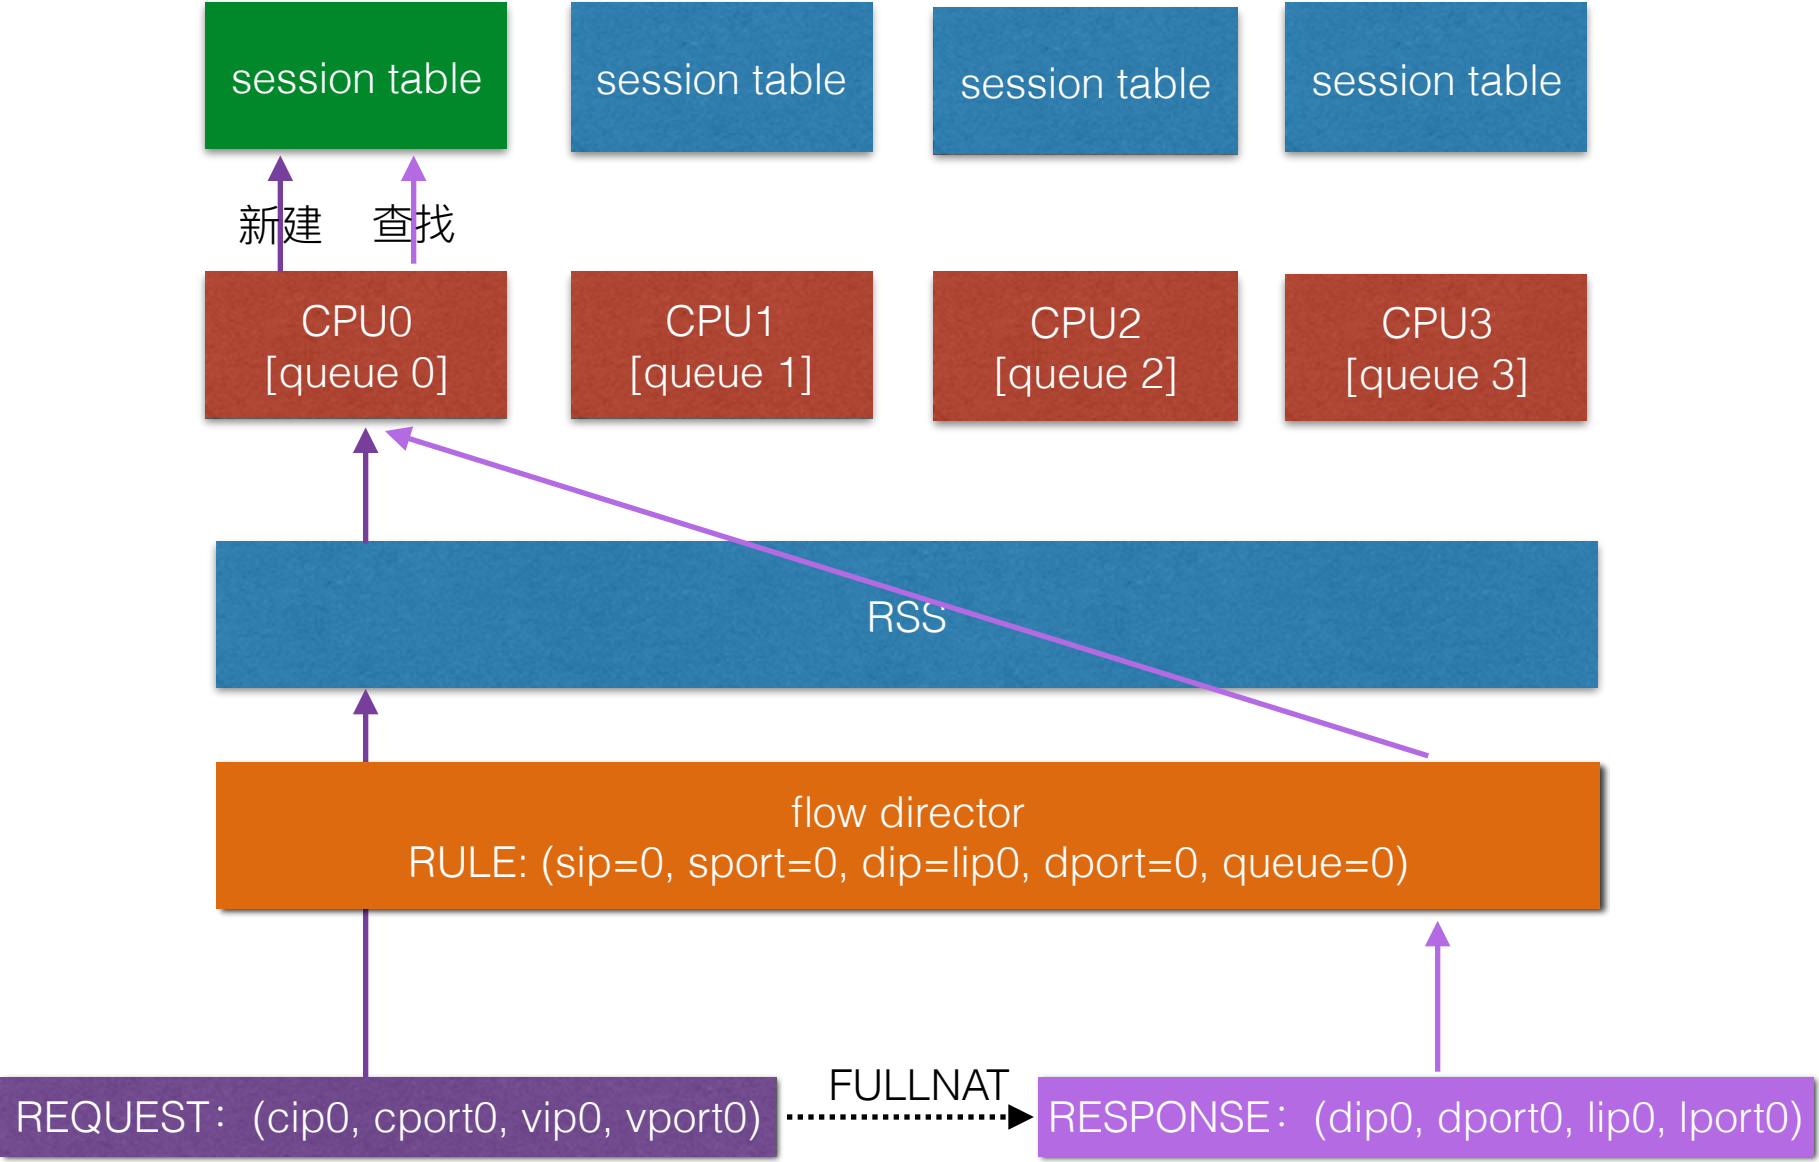 session table
session table
session table
session table
新建
查找
CPU0
[queue 0]
CPU1
[queue 1]
CPU2
[queue 2]
CPU3
[queue 3]
RSS
flow director
RULE: (sip=0, sport=0, dip=lip0, dport=0, queue=0)
FULLNAT
REQUEST：(cip0, cport0, vip0, vport0)
RESPONSE：(dip0, dport0, lip0, lport0)